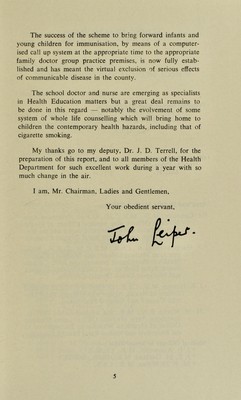 The success of the scheme to bring forward infants and
young children for immunisation, by means of a computer-
ised call up system at the appropriate time to the appropriate
family doctor group practice premises, is now fully estab-
lished and has meant the virtual exclusion of serious effects
of communicable disease in the county.
The school doctor and nurse are emerging as specialists
in Health Education matters but a great deal remains to
be done in this regard — notably the evolvement of some
system of whole life counselling which will bring home to
children the contemporary health hazards, including that of
cigarette smoking.
My thanks go to my deputy, Dr. J. D. Terrell, for the
preparation of this report, and to all members of the Health
Department for such excellent work during a year with so
much change in the air.
I am, Mr. Chairman, Ladies and Gentlemen,
Your obedient servant,
John Leiper.
5